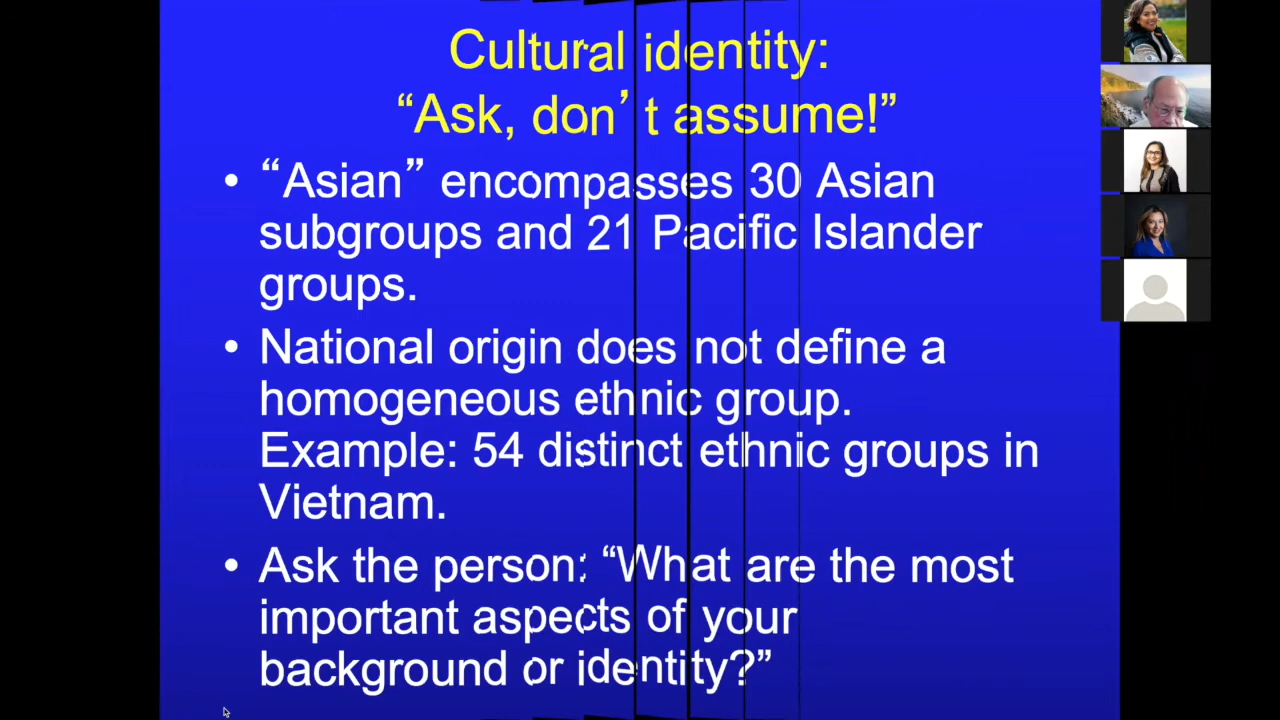 Cultural identity:
“Ask, don’ t assume!”
• “Asian” encompasses 30 Asian
subgroups and 21 Pacific Islander
groups.
• National origin does not define a
homogeneous ethnic group.
Example: 54 distinct ethnic groups in
Vietnam.
• Ask the person: “What are the most
important aspects of your
background or identity?”